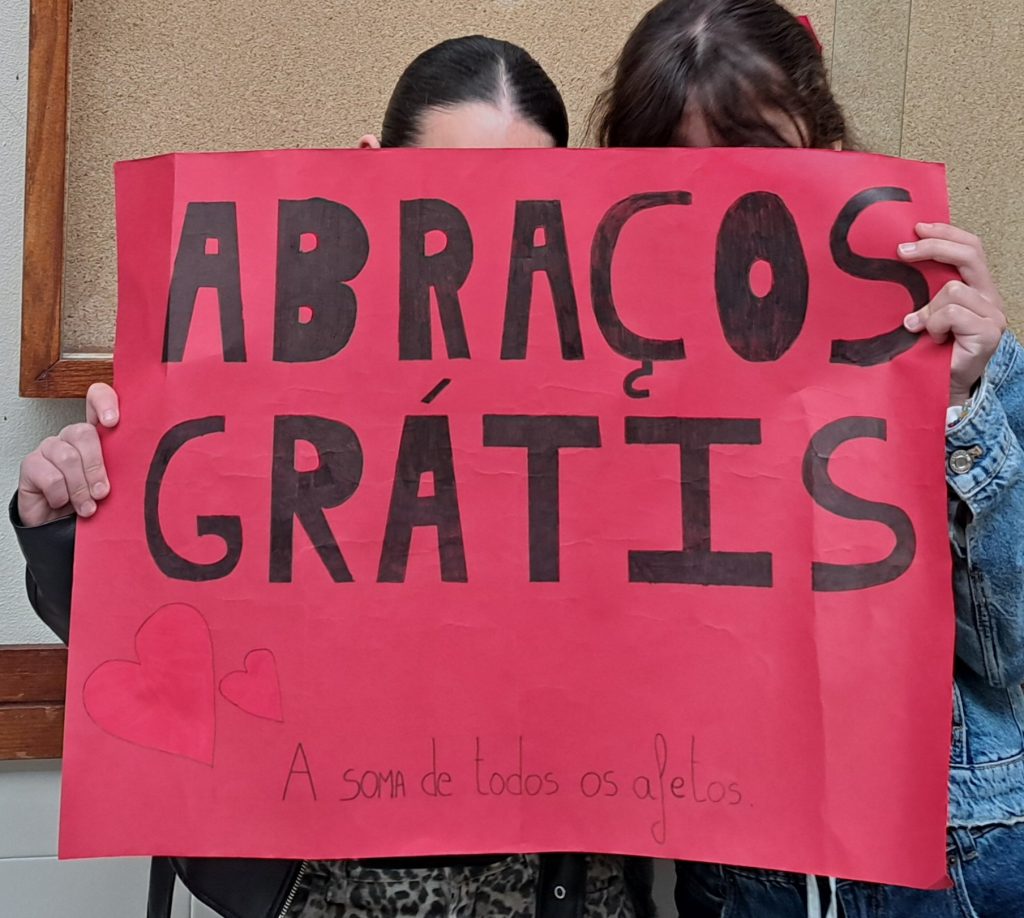 ABRAÇOS
GRÁTIS
A SOMA de todos os afetos.